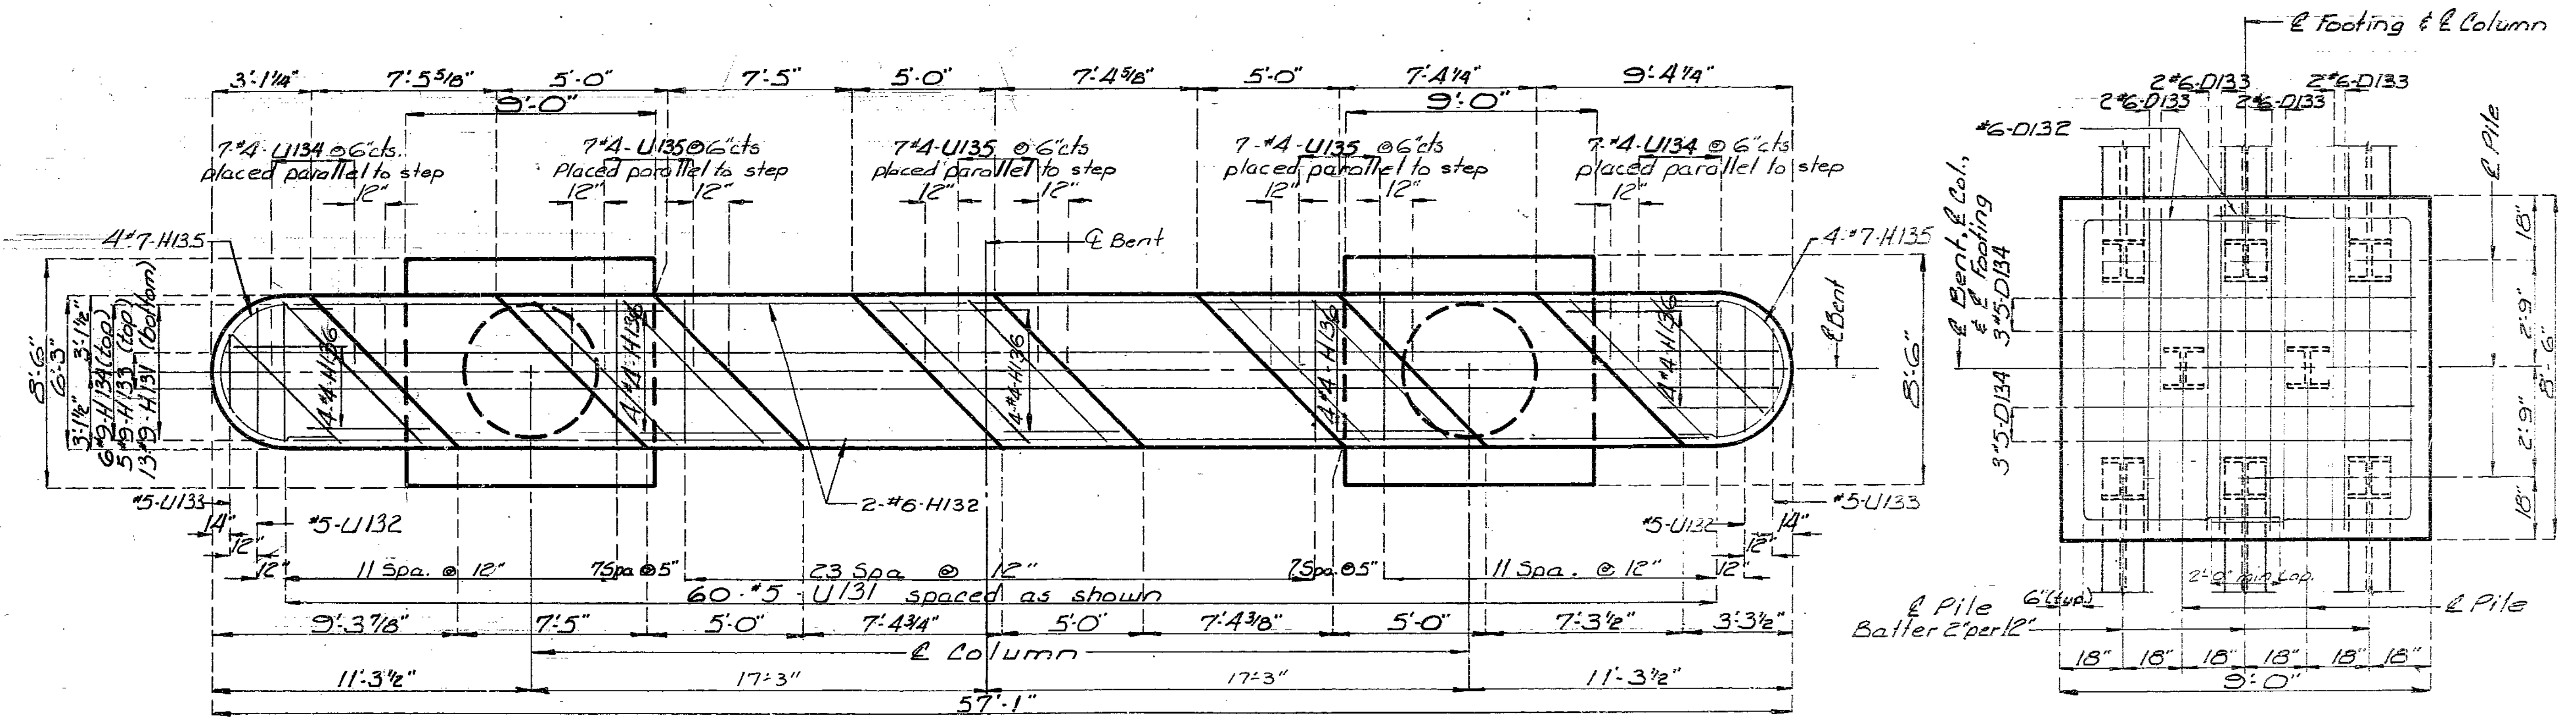 ℄ Footing & ℄ Column
3'-1¼" 7'-5⅝" 5'-0" 7'-5" 5'-0" 7'-4⅝" 5'-0" 7'-4¼" 9'-4¼"
9'-0" 9'-0"
2#6-D133 2#6-D133
2#6-D133 2#6-D133
#6-D132
℄ Pile
7-#4-U134 @ 6"cts.
placed parallel to step
12"
7-#4-U135 @ 6"cts
Placed parallel to step
12" 12"
7#4-U135 @ 6"cts
placed parallel to step
12" 12"
7-#4-U135 @ 6"cts
placed parallel to step
12" 12"
7-#4-U134 @ 6"cts
placed parallel to step
12"
4#7-H135
℄ Bent
4-#7-H135
℄ Bent
℄ Bent, ℄ Col.,
& ℄ Footing
3#5-D134
3#5-D134
18"
2'-9"
2'-9"
18"
8'-6"
8'-6"
6'-3"
3'-1½" 3'-1½"
6#9-H134 (top)
5#9-H133 (top)
13-#9-H131 (bottom)
4-#4-H136
4-#4-H136
4-#4-H136
4-#4-H136
4-#4-H136
8'-6"
#5-U133
14"
#5-U132
12"
2-#6-H132
#5-U133
#5-U132
14"
12"
12" 11 Spa. @ 12" 7Spa @ 5" 23 Spa @ 12" 7Spa. @ 5" 11 Spa. @ 12" 12"
60-#5-U131 spaced as shown
9'-3⅞" 7'-5" 5'-0" 7'-4¾" 5'-0" 7'-4⅜" 5'-0" 7'-3½" 3'-3½"
℄ Column
11'-3½" 17'-3" 17'-3" 11'-3½"
57'-1"
2'-0" min. Lap.
6"(typ.)
℄ Pile
Batter 2"per12"
℄ Pile
18" 18" 18" 18" 18" 18"
9'-0"